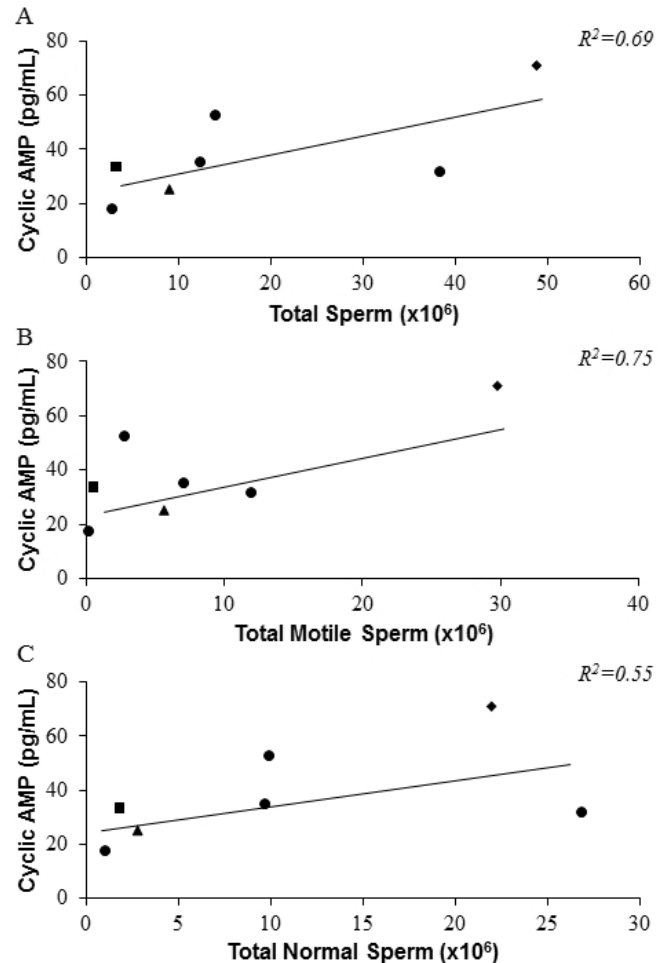 A
R²=0.69
80
60
40
20
0
Cyclic AMP (pg/mL)
0 10 20 30 40 50 60
Total Sperm (x10⁶)
B
R²=0.75
80
60
40
20
0
Cyclic AMP (pg/mL)
0 10 20 30 40
Total Motile Sperm (x10⁶)
C
R²=0.55
80
60
40
20
0
Cyclic AMP (pg/mL)
0 5 10 15 20 25 30
Total Normal Sperm (x10⁶)